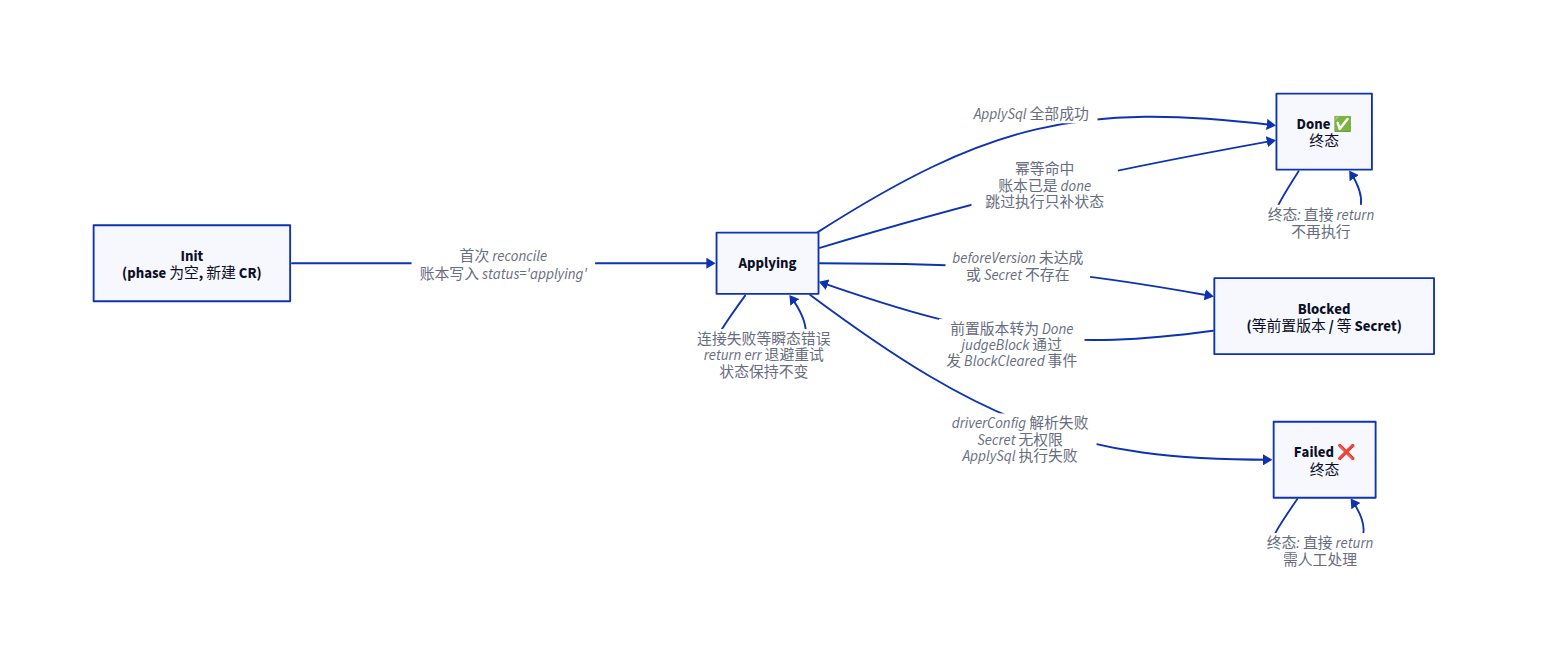 Init
(phase 为空, 新建 CR)
首次 reconcile
账本写入 status='applying'
Applying
连接失败等瞬态错误
return err 退避重试
状态保持不变
ApplySql 全部成功
幂等命中
账本已是 done
跳过执行只补状态
beforeVersion 未达成
或 Secret 不存在
前置版本转为 Done
judgeBlock 通过
发 BlockCleared 事件
driverConfig 解析失败
Secret 无权限
ApplySql 执行失败
Done ✅
终态
终态: 直接 return
不再执行
Blocked
(等前置版本 / 等 Secret)
Failed ❌
终态
终态: 直接 return
需人工处理